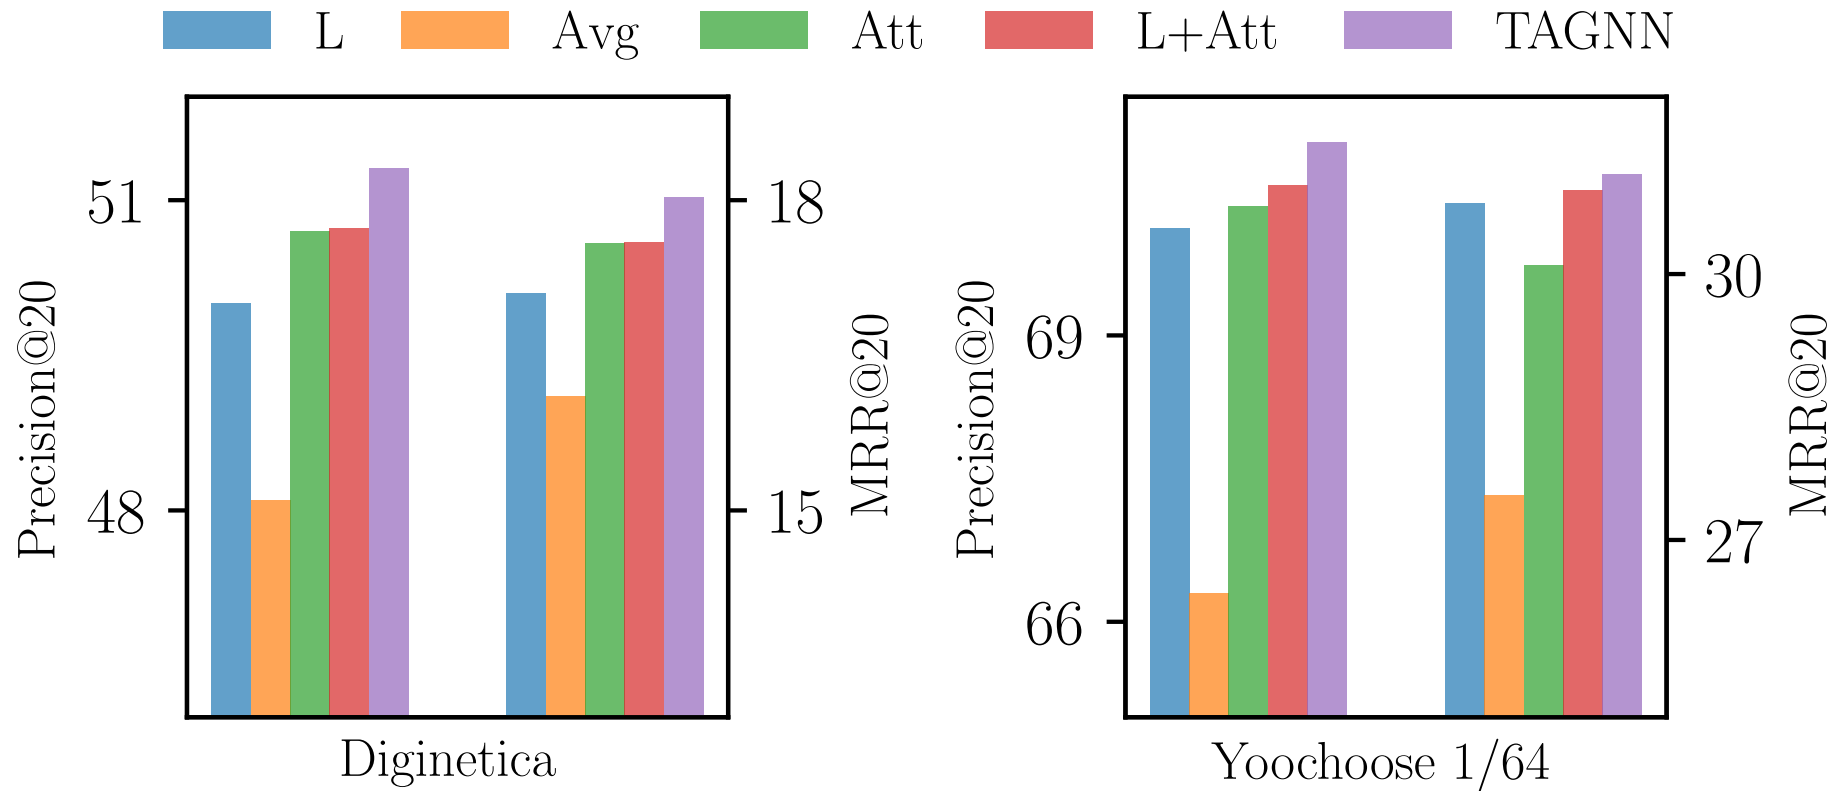 L Avg Att L+Att TAGNN
Precision@20
51
48
18
15
MRR@20
Diginetica
Precision@20
69
66
30
27
MRR@20
Yoochoose 1/64